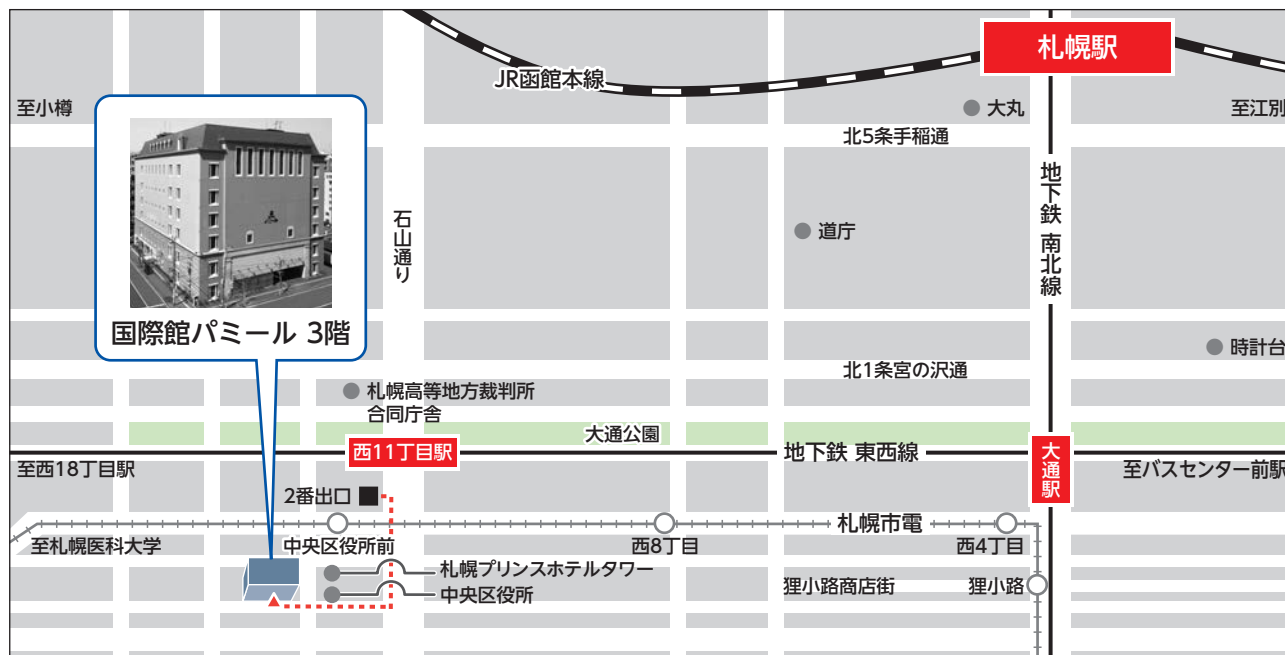 札幌駅
JR函館本線
至小樽
大丸
至江別
北5条手稲通
地下鉄 南北線
石山通り
道庁
国際館パミール 3階
時計台
北1条宮の沢通
札幌高等地方裁判所
合同庁舎
大通公園
西11丁目駅
地下鉄 東西線
大通駅
至西18丁目駅
至バスセンター前駅
2番出口
札幌市電
至札幌医科大学
中央区役所前
西8丁目
西4丁目
札幌プリンスホテルタワー
中央区役所
狸小路商店街
狸小路